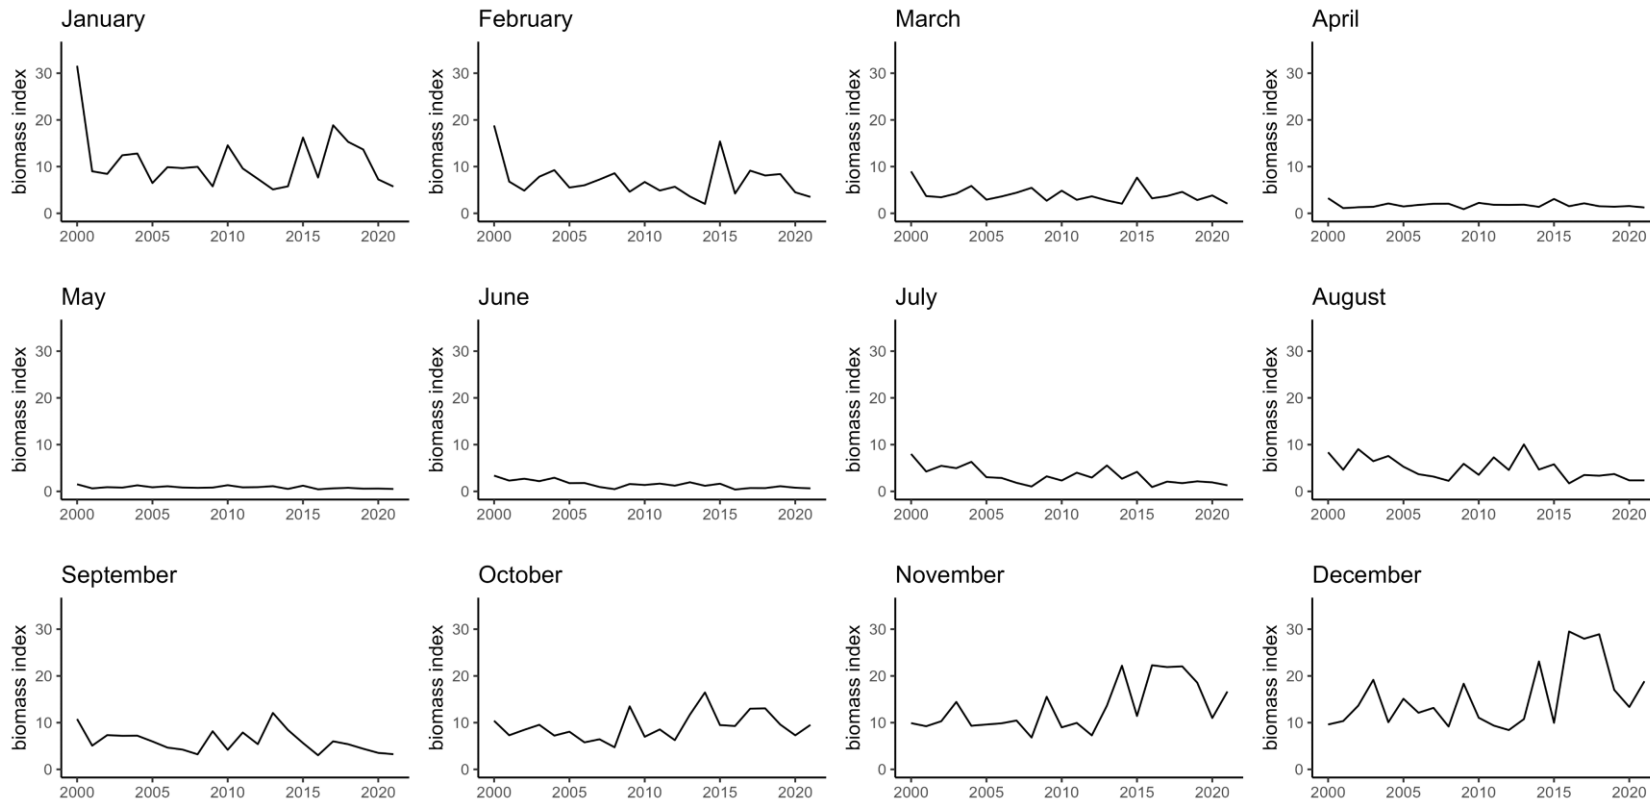 January February March April
biomass index biomass index biomass index biomass index
30 30 30 30
20 20 20 20
10 10 10 10
0 0 0 0
2000 2005 2010 2015 2020 2000 2005 2010 2015 2020 2000 2005 2010 2015 2020 2000 2005 2010 2015 2020
May June July August
biomass index biomass index biomass index biomass index
30 30 30 30
20 20 20 20
10 10 10 10
0 0 0 0
2000 2005 2010 2015 2020 2000 2005 2010 2015 2020 2000 2005 2010 2015 2020 2000 2005 2010 2015 2020
September October November December
biomass index biomass index biomass index biomass index
30 30 30 30
20 20 20 20
10 10 10 10
0 0 0 0
2000 2005 2010 2015 2020 2000 2005 2010 2015 2020 2000 2005 2010 2015 2020 2000 2005 2010 2015 2020